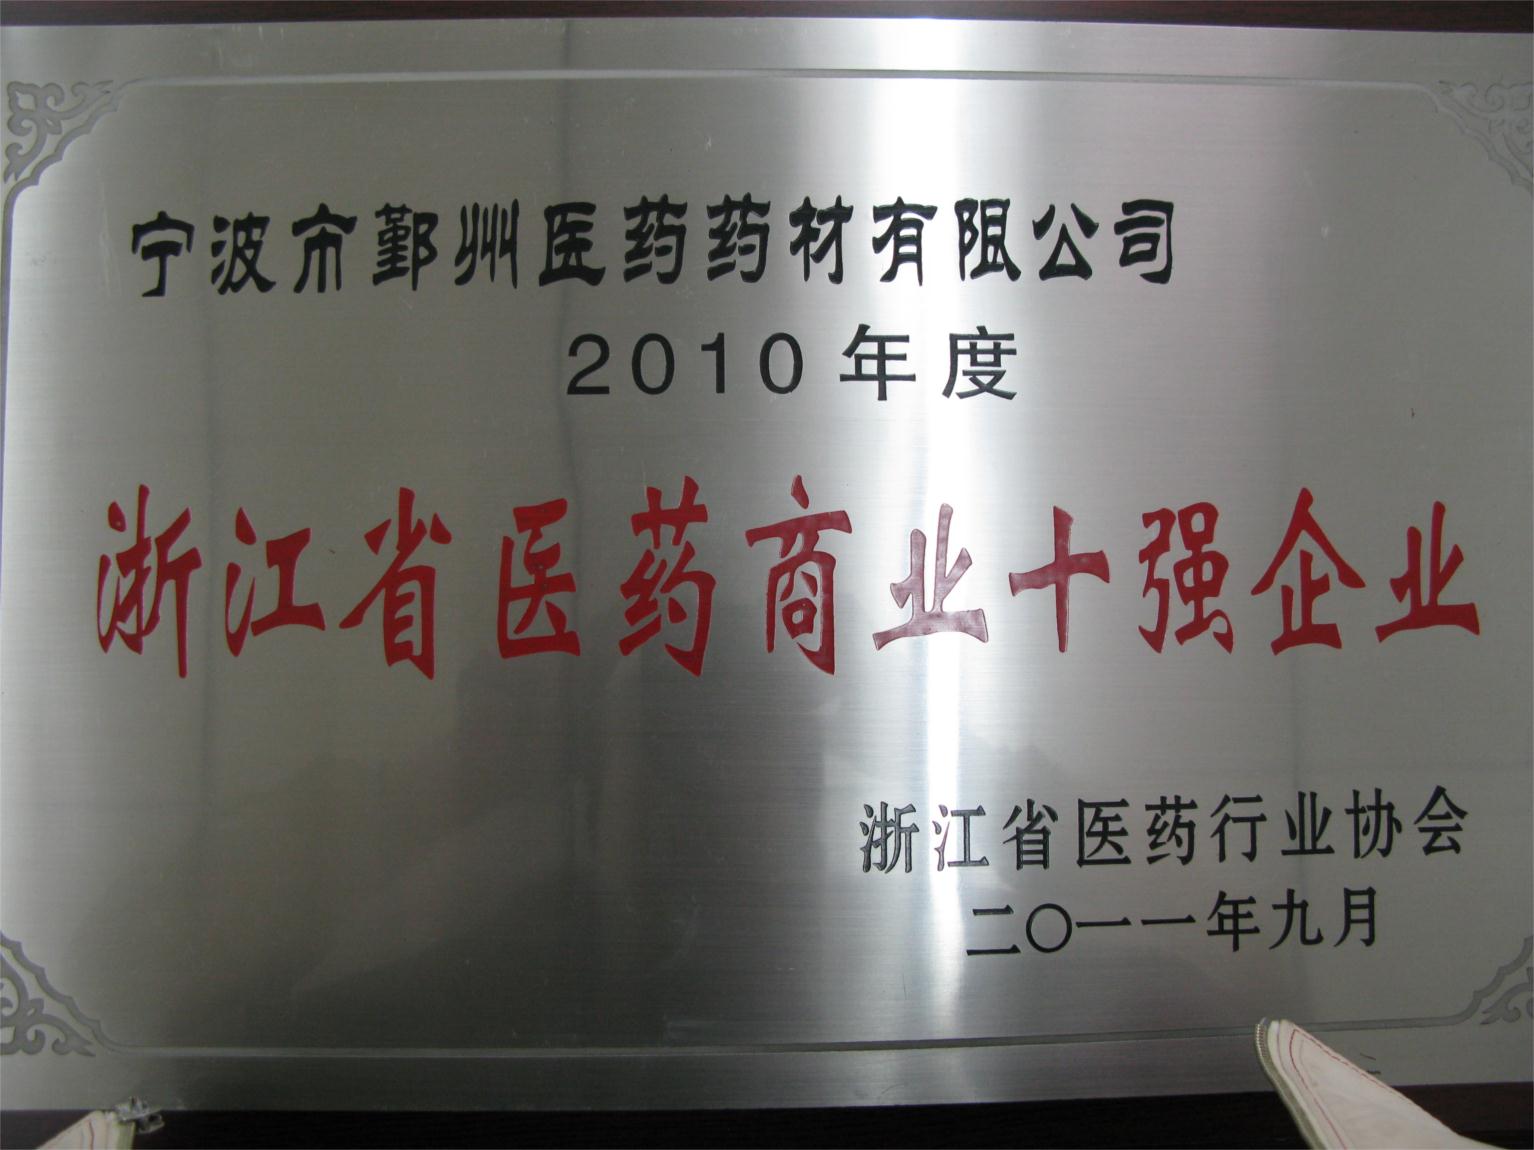 宁波市鄞州医药药材有限公司
2010年度
浙江省医药商业十强企业
浙江省医药行业协会
二〇一一年九月